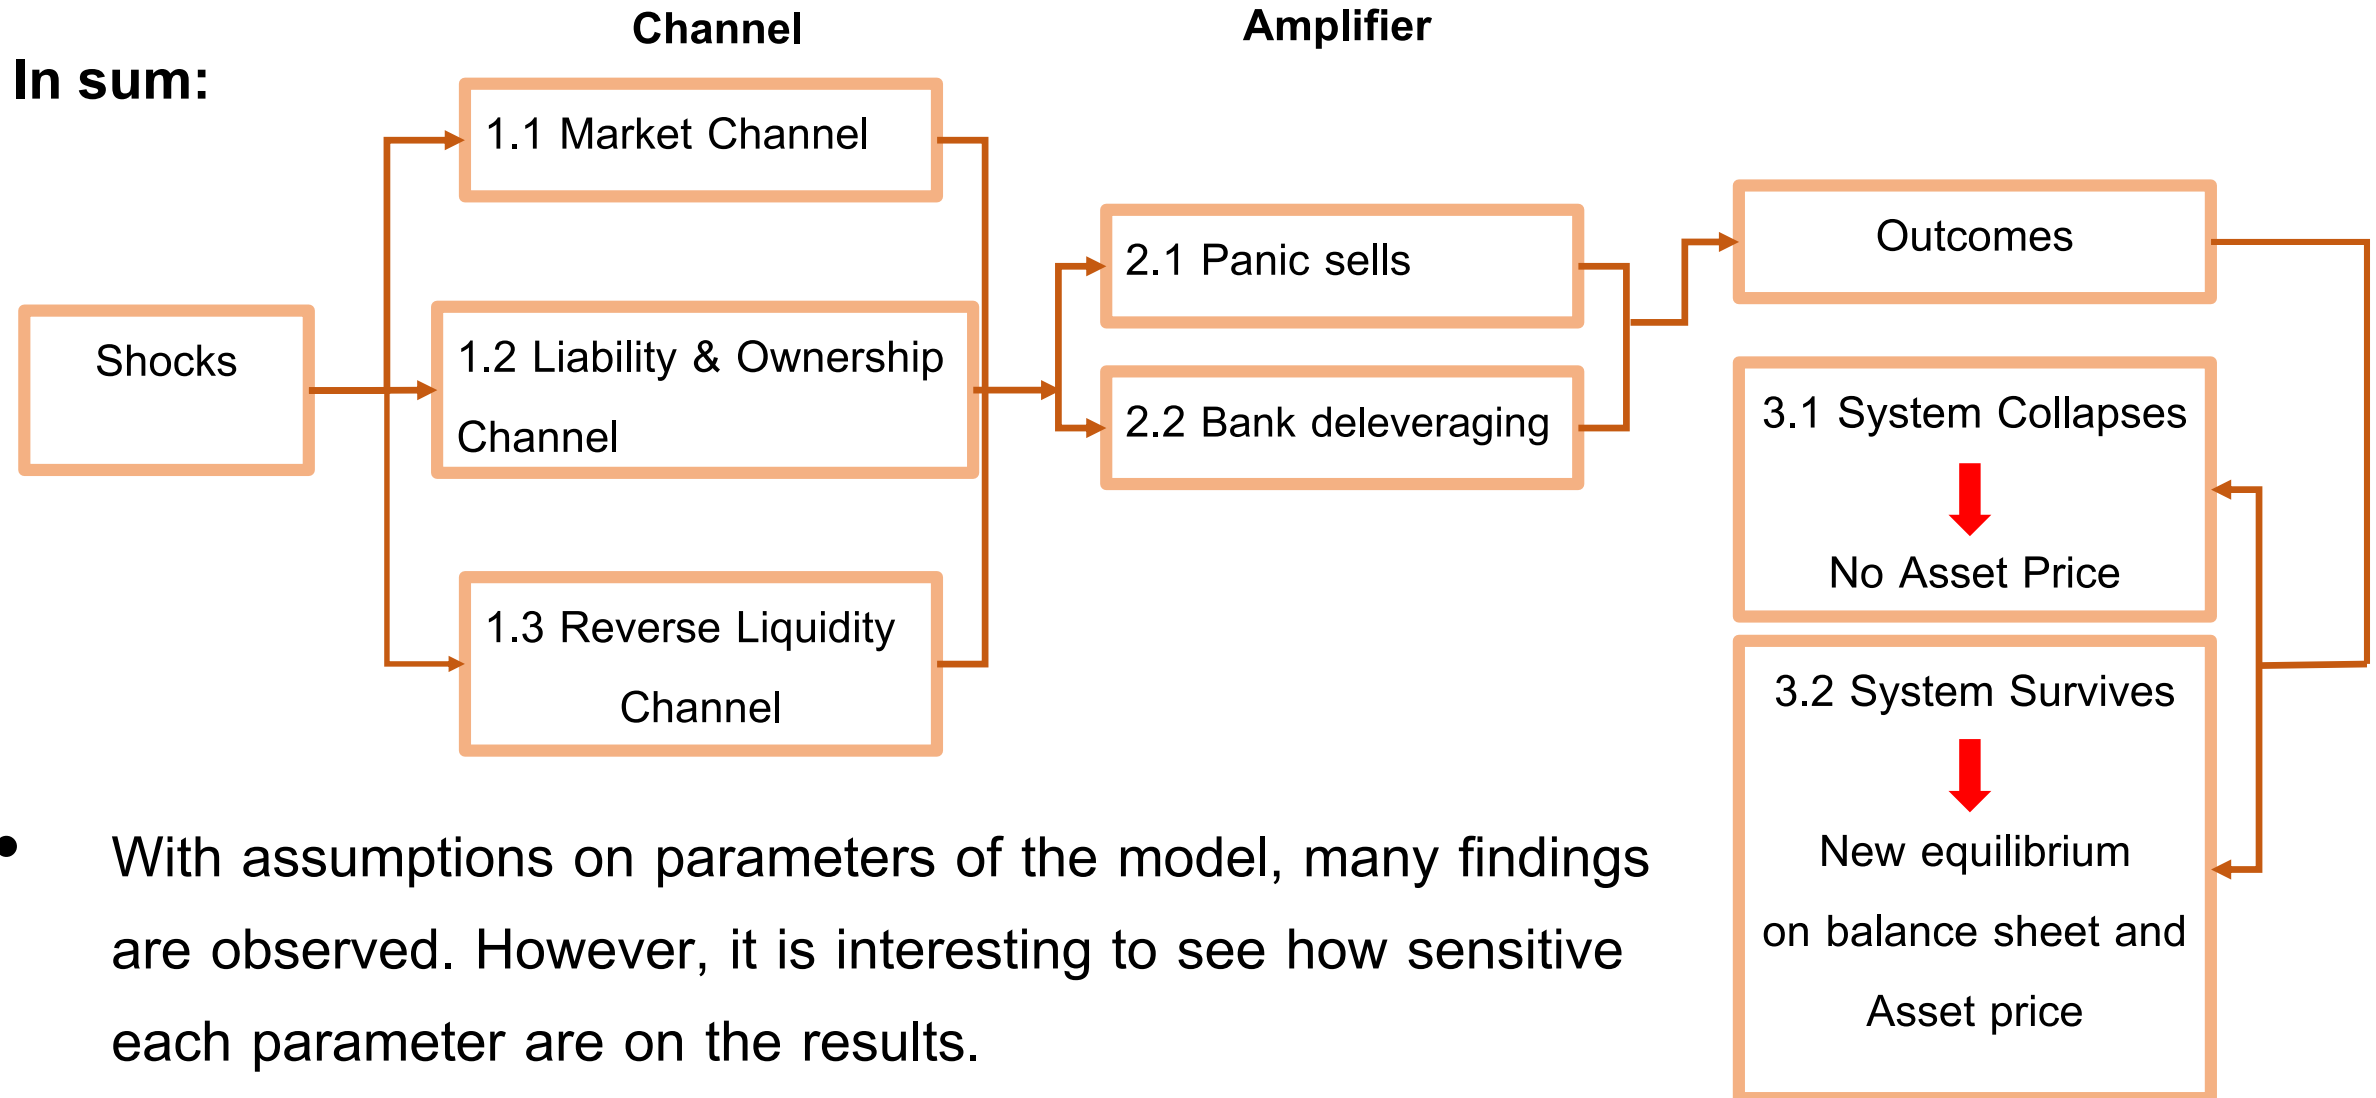 Channel
Amplifier
In sum:
1.1 Market Channel
Shocks
1.2 Liability & Ownership
Channel
1.3 Reverse Liquidity
Channel
2.1 Panic sells
2.2 Bank deleveraging
Outcomes
3.1 System Collapses
No Asset Price
3.2 System Survives
New equilibrium
on balance sheet and
Asset price
• With assumptions on parameters of the model, many findings
are observed. However, it is interesting to see how sensitive
each parameter are on the results.